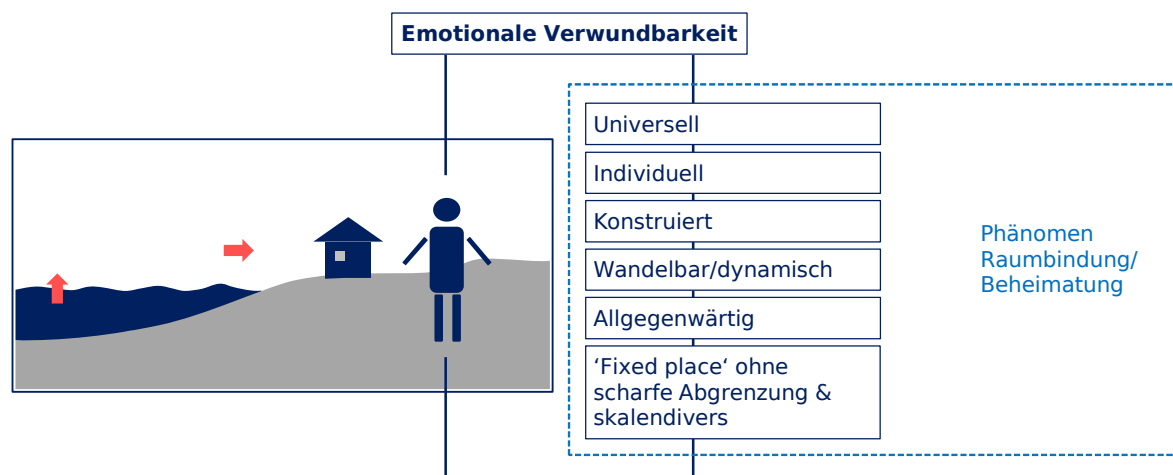 Emotionale Verwundbarkeit
Universell
Individuell
Konstruiert
Wandelbar/dynamisch
Allgegenwärtig
‘Fixed place‘ ohne
scharfe Abgrenzung &
skalendivers
Phänomen
Raumbindung/
Beheimatung